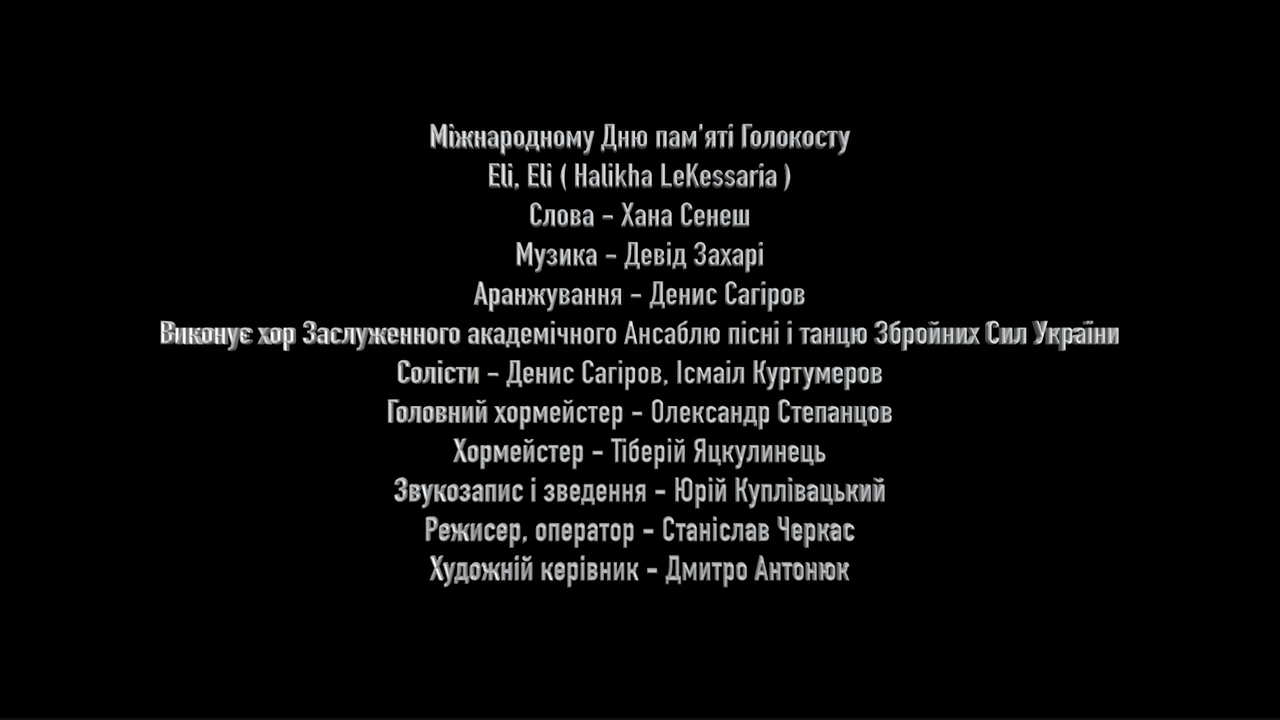 Міжнародному Дню пам'яті Голокосту
Eli, Eli ( Halikha LeKessaria )
Слова - Хана Сенеш
Музика - Девід Захарі
Аранжування - Денис Сагіров
Виконує хор Заслуженного академічного Ансаблю пісні і танцю Збройних Сил України
Солісти - Денис Сагіров, Ісмаіл Куртумеров
Головний хормейстер - Олександр Степанцов
Хормейстер - Тіберій Яцкулинець
Звукозапис і зведення - Юрій Куплівацький
Режисер, оператор - Станіслав Черкас
Художній керівник - Дмитро Антонюк